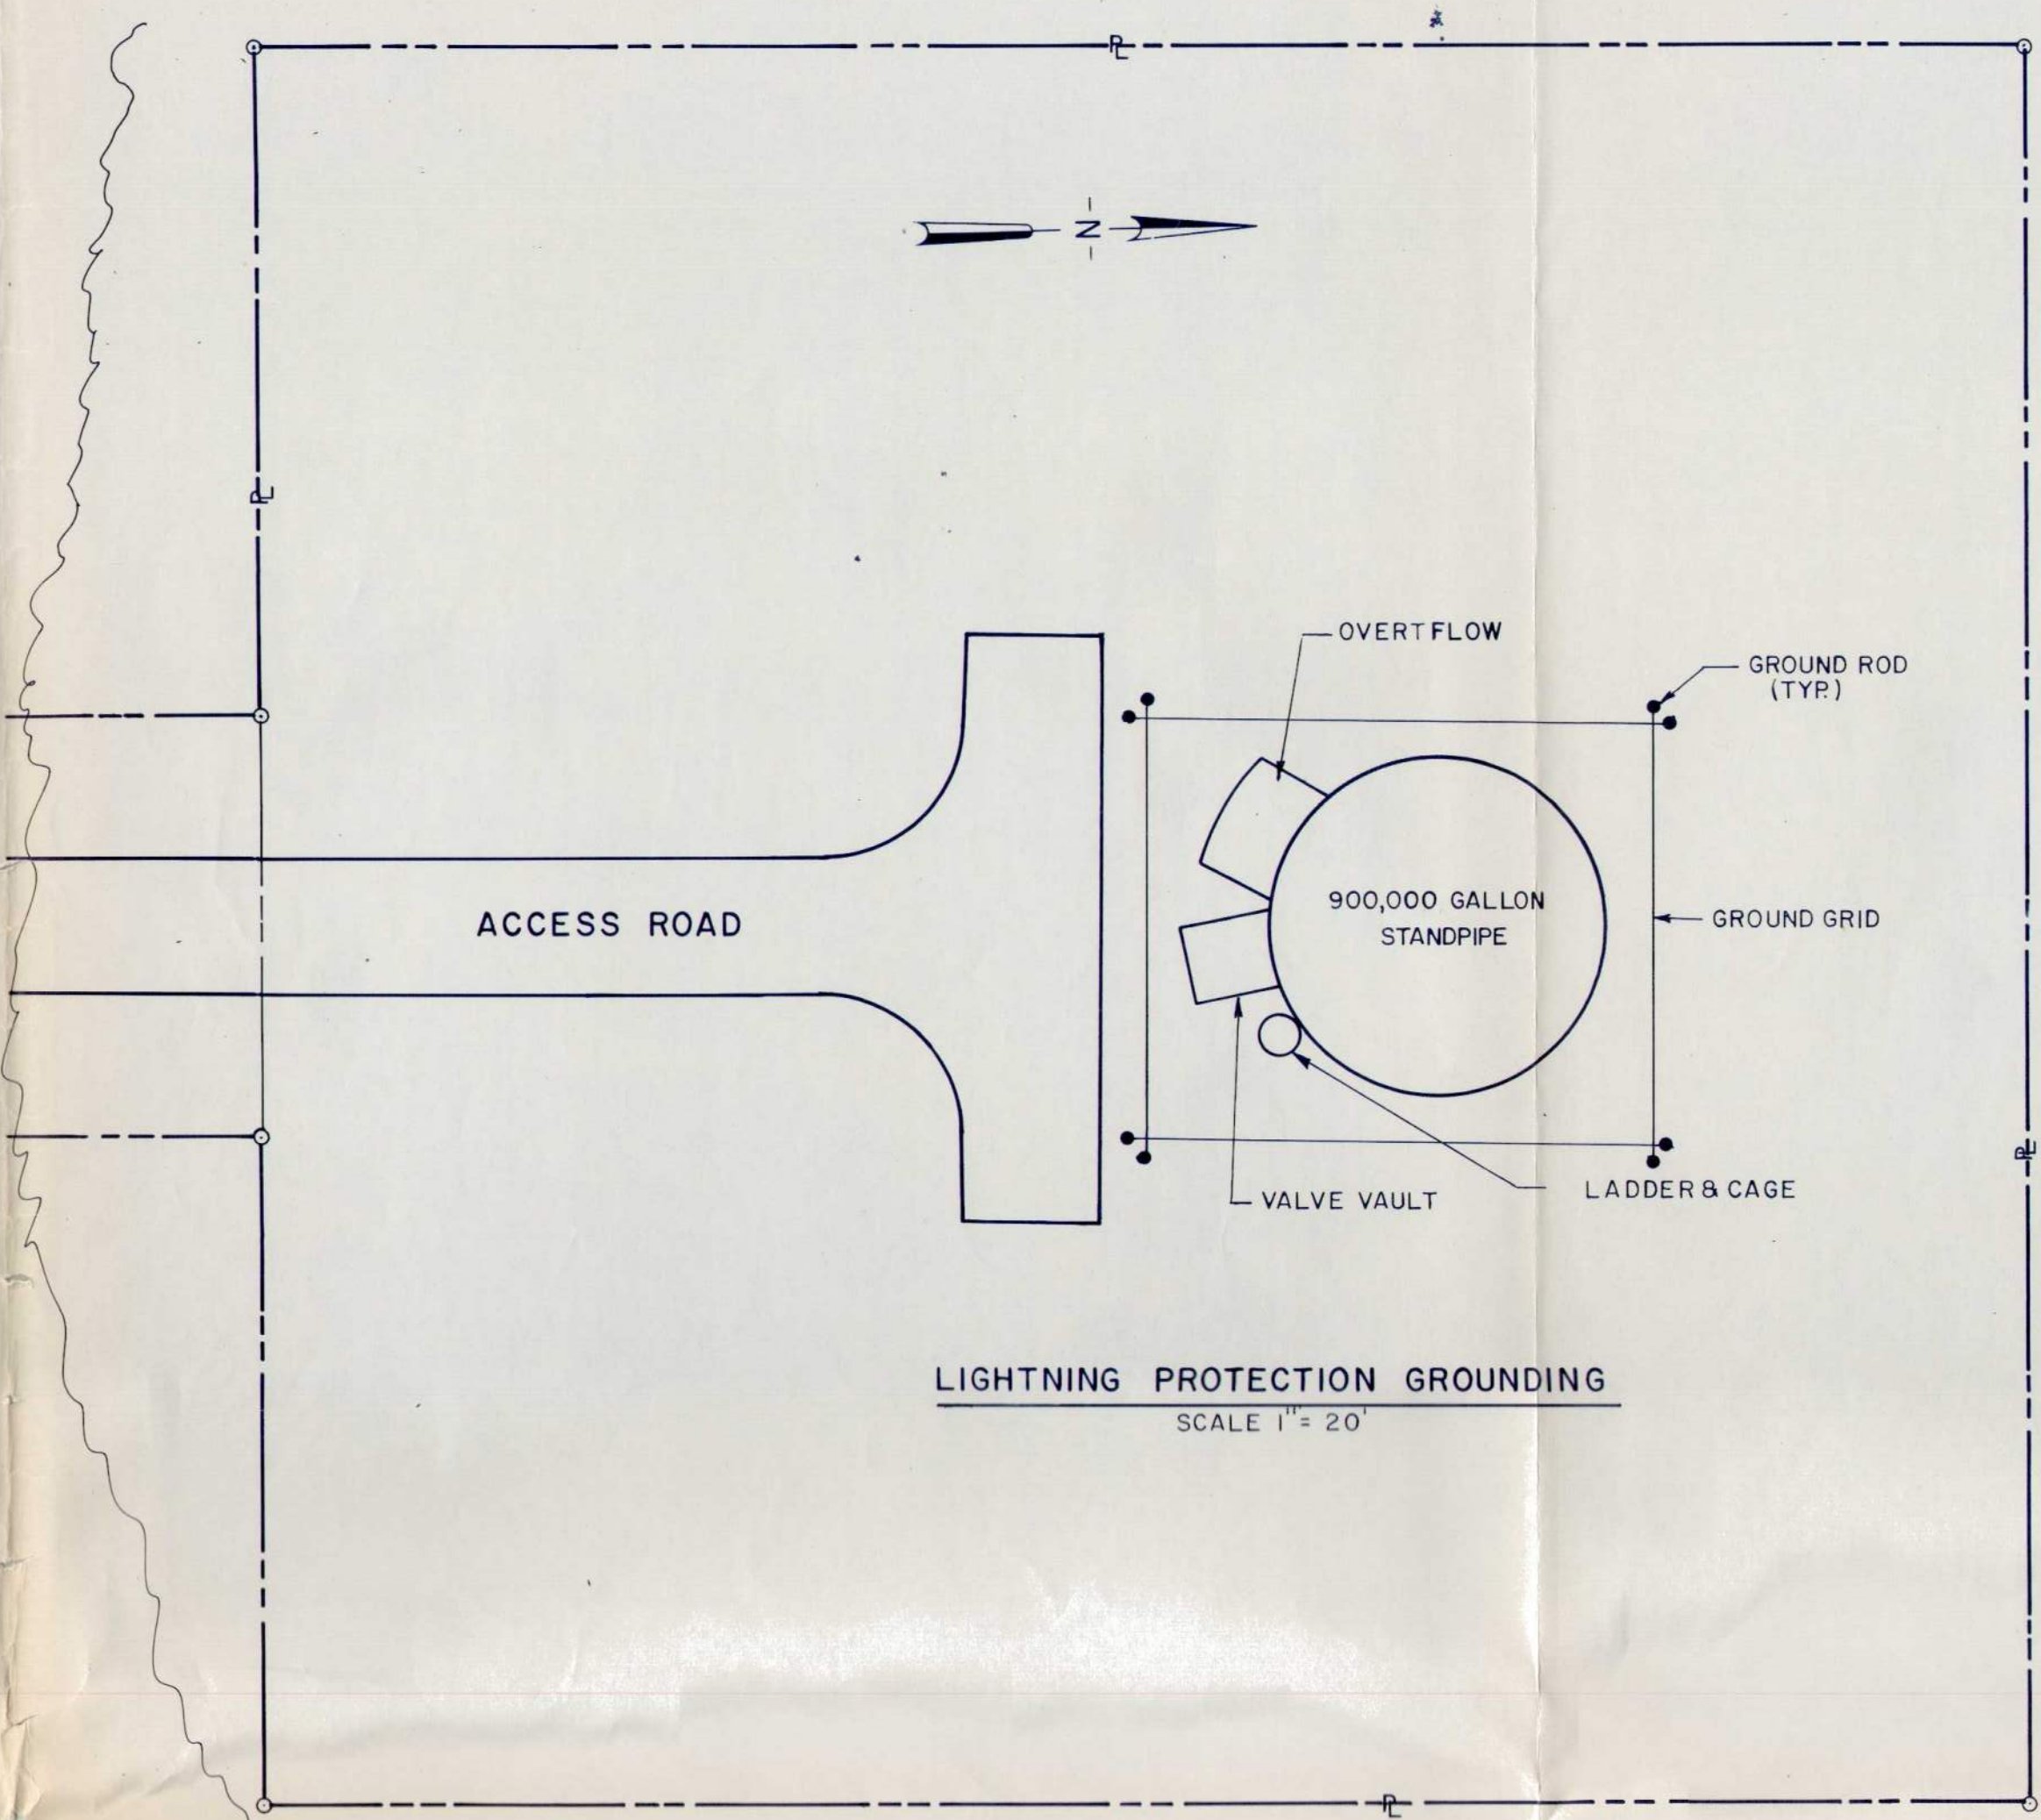 PL
N
PL
OVERTFLOW
GROUND ROD
(TYP.)
900,000 GALLON
STANDPIPE
GROUND GRID
ACCESS ROAD
PL
VALVE VAULT
LADDER & CAGE
LIGHTNING PROTECTION GROUNDING
SCALE 1" = 20'
PL